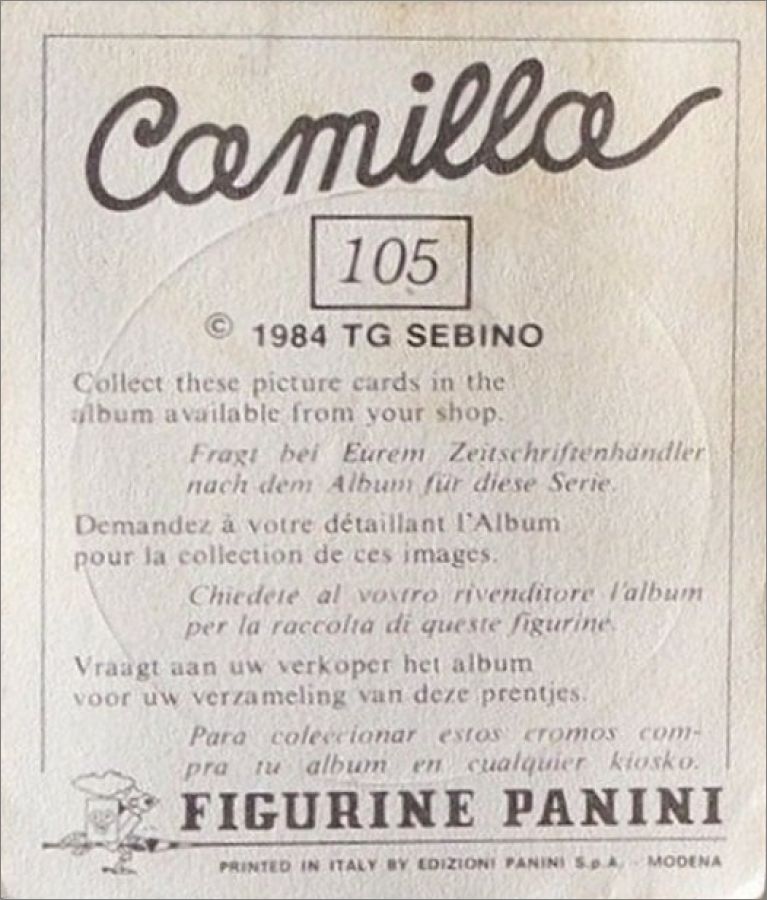 Camilla
105
© 1984 TG SEBINO
Collect these picture cards in the
album available from your shop.
Fragt bei Eurem Zeitschriftenhändler
nach dem Album für diese Serie.
Demandez à votre détaillant l'Album
pour la collection de ces images.
Chiedete al vostro rivenditore l'album
per la raccolta di queste figurine.
Vraagt aan uw verkoper het album
voor uw verzameling van deze prentjes.
Para coleccionar estos cromos com-
pra tu album en cualquier kiosko.
FIGURINE PANINI
PRINTED IN ITALY BY EDIZIONI PANINI S.p.A. - MODENA